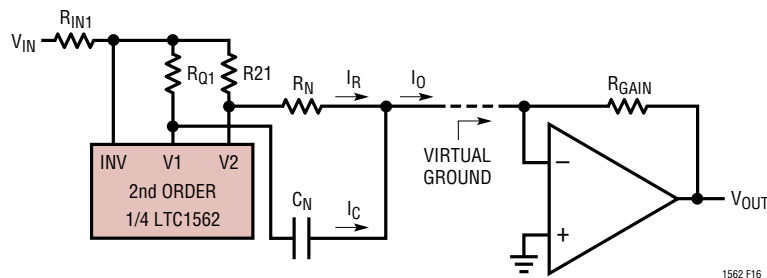 R_IN1
V_IN
R_Q1
R21
R_N
I_R
I_O
R_GAIN
INV V1 V2
2nd ORDER
1/4 LTC1562
C_N
I_C
VIRTUAL
GROUND
–
+
V_OUT
1562 F16